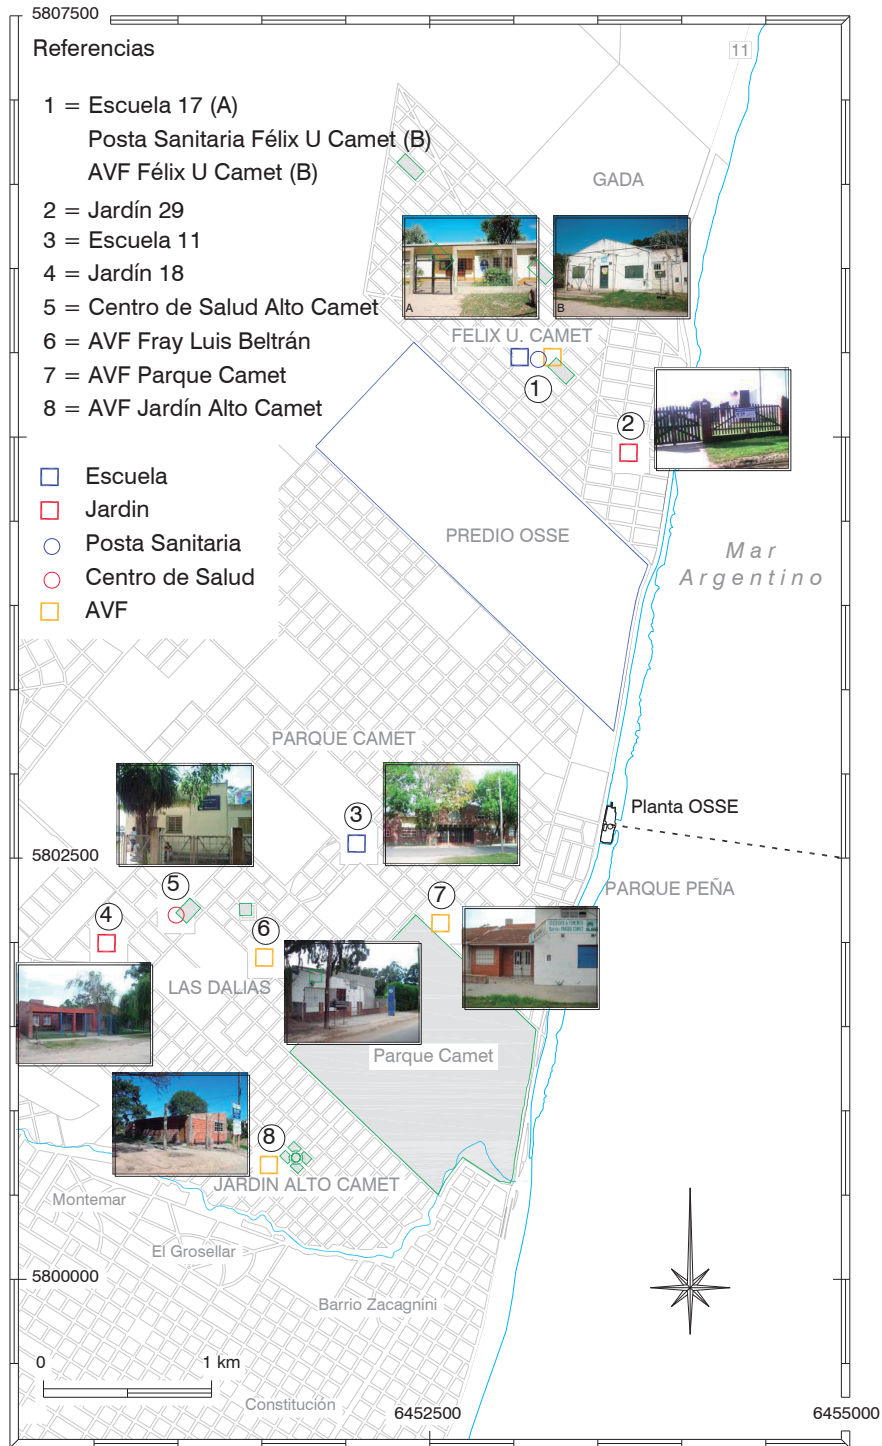 5807500
Referencias
1 = Escuela 17 (A)
Posta Sanitaria Félix U Camet (B)
AVF Félix U Camet (B)
2 = Jardín 29
3 = Escuela 11
4 = Jardín 18
5 = Centro de Salud Alto Camet
6 = AVF Fray Luis Beltrán
7 = AVF Parque Camet
8 = AVF Jardín Alto Camet
Escuela
Jardin
Posta Sanitaria
Centro de Salud
AVF
11
GADA
A
B
FELIX U. CAMET
1
2
PREDIO OSSE
Mar
Argentino
PARQUE CAMET
3
Planta OSSE
5802500
PARQUE PEÑA
5
4
7
6
LAS DALIAS
Parque Camet
8
JARDIN ALTO CAMET
Montemar
El Grosellar
5800000
Barrio Zacagnini
0 1 km
Constitución
6452500
6455000